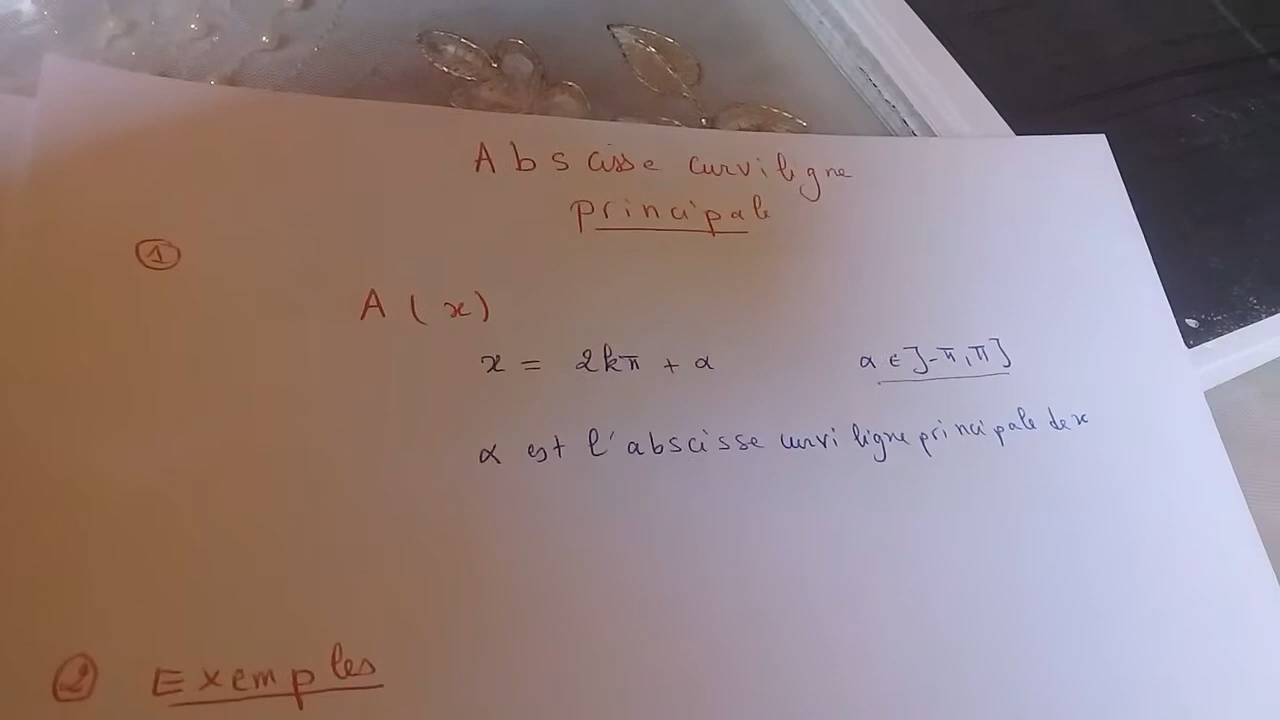 Abscisse curviligne
principale
①
A(x)
x = 2kπ + α α ∈ ]-π, π]
α est l'abscisse curviligne principale de x
② Exemples